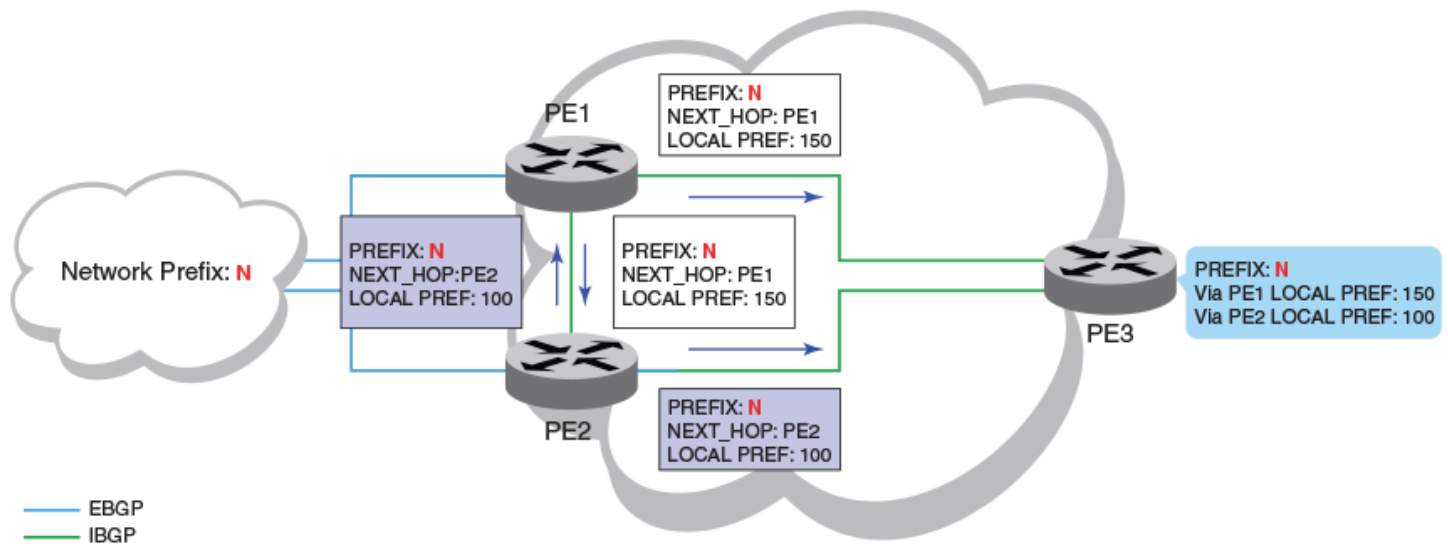 PREFIX: N
NEXT_HOP: PE1
LOCAL PREF: 150
PE1
Network Prefix: N
PREFIX: N
NEXT_HOP:PE2
LOCAL PREF: 100
PREFIX: N
NEXT_HOP: PE1
LOCAL PREF: 150
PE3
PREFIX: N
Via PE1 LOCAL PREF: 150
Via PE2 LOCAL PREF: 100
PE2
PREFIX: N
NEXT_HOP: PE2
LOCAL PREF: 100
EBGP
IBGP